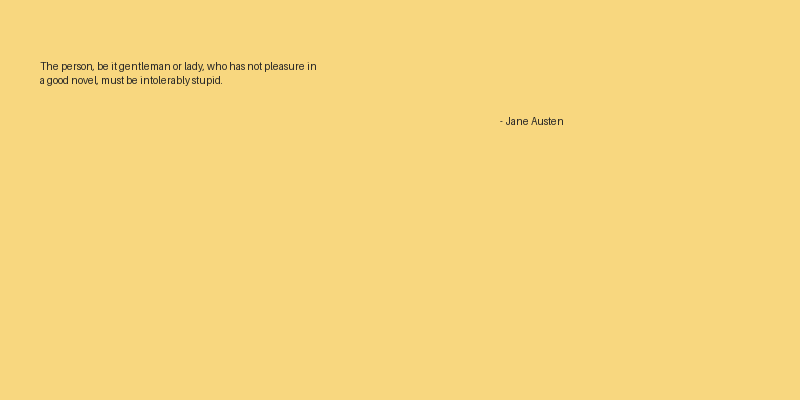 The person, be it gentleman or lady, who has not pleasure in
a good novel, must be intolerably stupid.
- Jane Austen